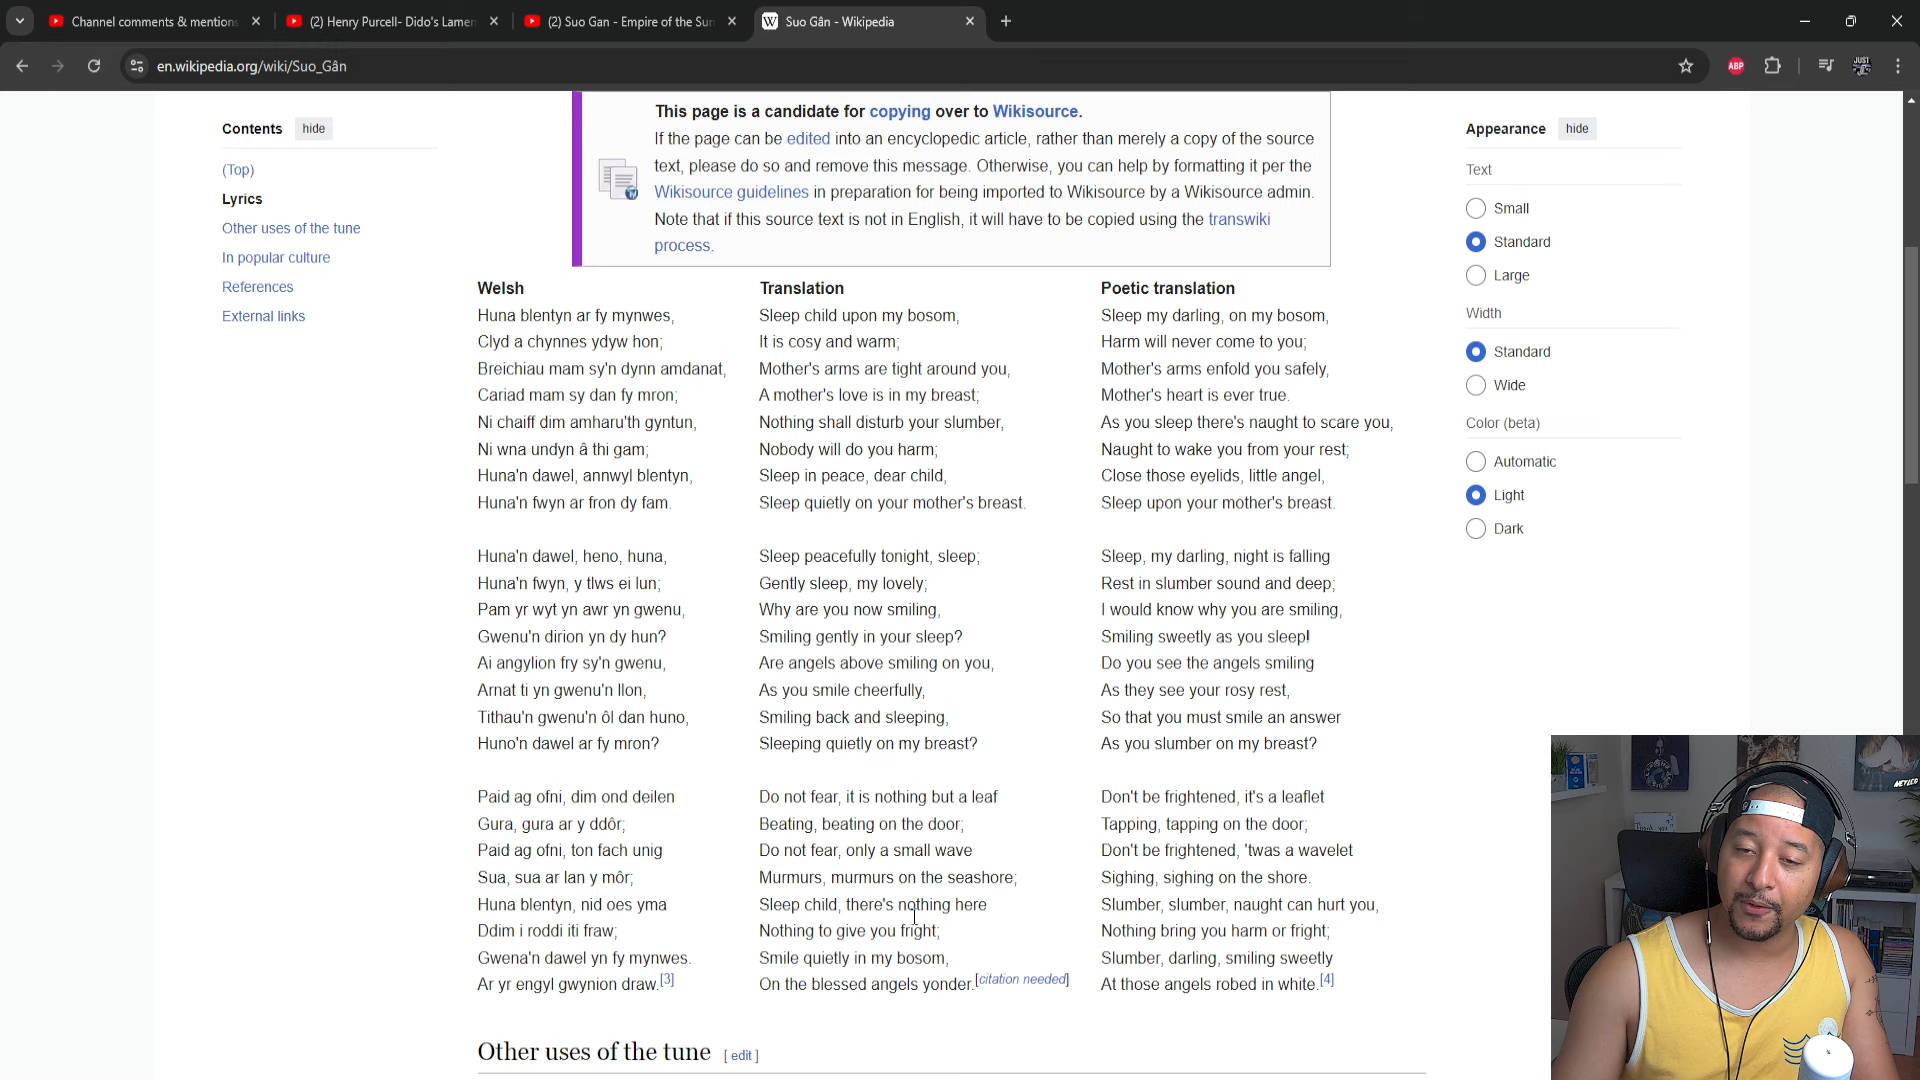 Channel comments & mentions
(2) Henry Purcell- Dido's Lamen
(2) Suo Gan - Empire of the Sun
Suo Gân - Wikipedia
en.wikipedia.org/wiki/Suo_Gân
ABP
Contents hide
(Top)
Lyrics
Other uses of the tune
In popular culture
References
External links
This page is a candidate for copying over to Wikisource.
If the page can be edited into an encyclopedic article, rather than merely a copy of the source
text, please do so and remove this message. Otherwise, you can help by formatting it per the
Wikisource guidelines in preparation for being imported to Wikisource by a Wikisource admin.
Note that if this source text is not in English, it will have to be copied using the transwiki
process.
Welsh
Huna blentyn ar fy mynwes,
Clyd a chynnes ydyw hon;
Breichiau mam sy'n dynn amdanat,
Cariad mam sy dan fy mron;
Ni chaiff dim amharu'th gyntun,
Ni wna undyn â thi gam;
Huna'n dawel, annwyl blentyn,
Huna'n fwyn ar fron dy fam.
Huna'n dawel, heno, huna,
Huna'n fwyn, y tlws ei lun;
Pam yr wyt yn awr yn gwenu,
Gwenu'n dirion yn dy hun?
Ai angylion fry sy'n gwenu,
Arnat ti yn gwenu'n llon,
Tithau'n gwenu'n ôl dan huno,
Huno'n dawel ar fy mron?
Paid ag ofni, dim ond deilen
Gura, gura ar y ddôr;
Paid ag ofni, ton fach unig
Sua, sua ar lan y môr;
Huna blentyn, nid oes yma
Ddim i roddi iti fraw;
Gwena'n dawel yn fy mynwes.
Ar yr engyl gwynion draw.[3]
Translation
Sleep child upon my bosom,
It is cosy and warm;
Mother's arms are tight around you,
A mother's love is in my breast;
Nothing shall disturb your slumber,
Nobody will do you harm;
Sleep in peace, dear child,
Sleep quietly on your mother's breast.
Sleep peacefully tonight, sleep;
Gently sleep, my lovely;
Why are you now smiling,
Smiling gently in your sleep?
Are angels above smiling on you,
As you smile cheerfully,
Smiling back and sleeping,
Sleeping quietly on my breast?
Do not fear, it is nothing but a leaf
Beating, beating on the door;
Do not fear, only a small wave
Murmurs, murmurs on the seashore;
Sleep child, there's nothing here
Nothing to give you fright;
Smile quietly in my bosom,
On the blessed angels yonder.[citation needed]
Poetic translation
Sleep my darling, on my bosom,
Harm will never come to you;
Mother's arms enfold you safely,
Mother's heart is ever true.
As you sleep there's naught to scare you,
Naught to wake you from your rest;
Close those eyelids, little angel,
Sleep upon your mother's breast.
Sleep, my darling, night is falling
Rest in slumber sound and deep;
I would know why you are smiling,
Smiling sweetly as you sleep!
Do you see the angels smiling
As they see your rosy rest,
So that you must smile an answer
As you slumber on my breast?
Don't be frightened, it's a leaflet
Tapping, tapping on the door;
Don't be frightened, 'twas a wavelet
Sighing, sighing on the shore.
Slumber, slumber, naught can hurt you,
Nothing bring you harm or fright;
Slumber, darling, smiling sweetly
At those angels robed in white.[4]
Other uses of the tune [ edit ]
Appearance hide
Text
Small
Standard
Large
Width
Standard
Wide
Color (beta)
Automatic
Light
Dark